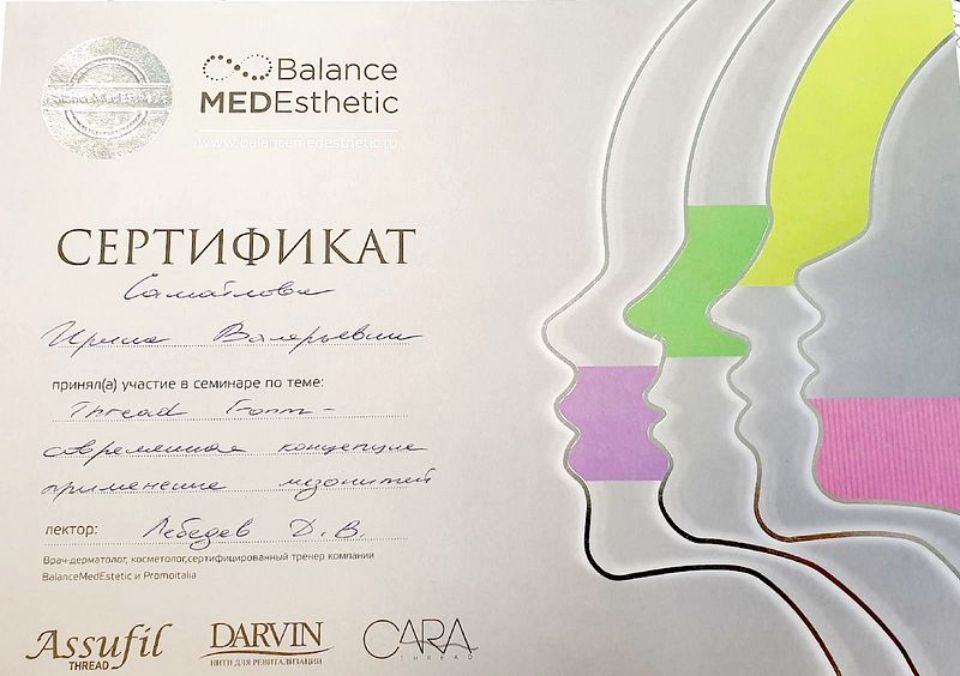 Balance
MEDEsthetic
www.balancemedesthetic.ru
СЕРТИФИКАТ
Самойлова
Ирина Валерьевна
принял(а) участие в семинаре по теме:
Thread Form -
современная концепция
применение мезонитей
лектор: Лебедев Д. В.
Врач-дерматолог, косметолог,сертифицированный тренер компании
BalanceMedEstetic и Promoitalia
Assufil
THREAD
DARVIN
НИТИ ДЛЯ РЕВИТАЛИЗАЦИИ
CARA
THREAD